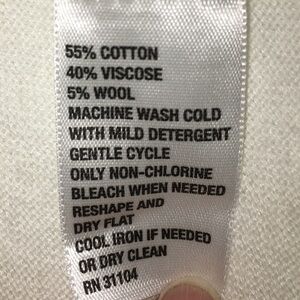 55% COTTON
40% VISCOSE
5% WOOL
MACHINE WASH COLD
WITH MILD DETERGENT
GENTLE CYCLE
ONLY NON-CHLORINE
BLEACH WHEN NEEDED
RESHAPE AND
DRY FLAT
COOL IRON IF NEEDED
OR DRY CLEAN
RN 31104